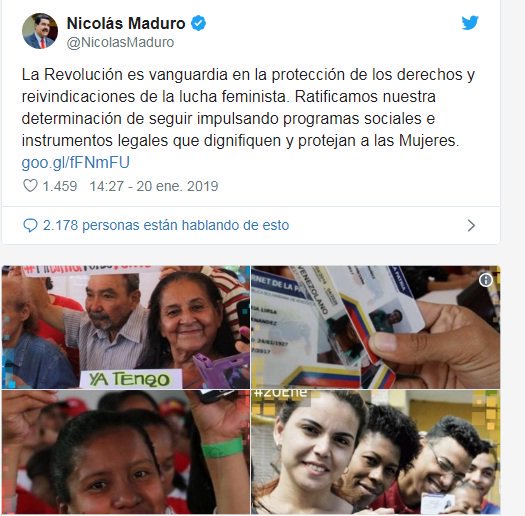 Nicolás Maduro
@NicolasMaduro
La Revolución es vanguardia en la protección de los derechos y
reivindicaciones de la lucha feminista. Ratificamos nuestra
determinación de seguir impulsando programas sociales e
instrumentos legales que dignifiquen y protejan a las Mujeres.
goo.gl/fFNmFU
1.459 14:27 - 20 ene. 2019
2.178 personas están hablando de esto
YA TENGO
VENEZOLANO
#20Ene